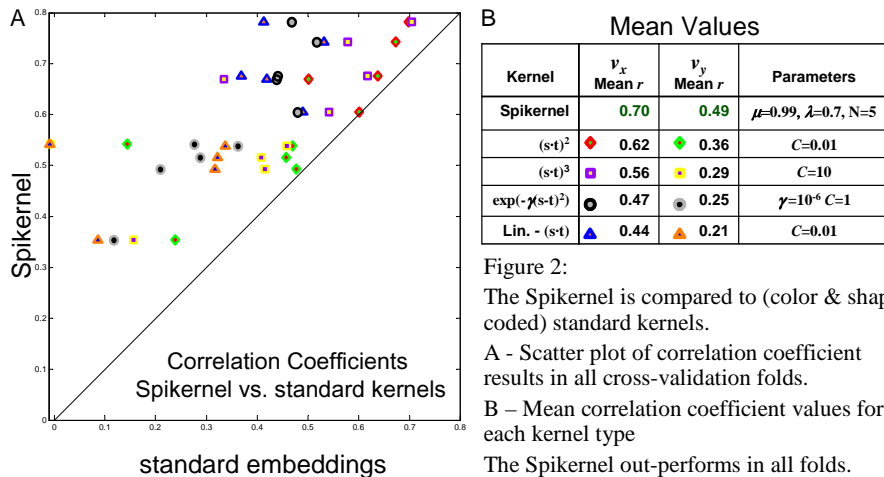 A
Spikernel
0.8
0.7
0.6
0.5
0.4
0.3
0.2
0.1
0
0
0.1
0.2
0.3
0.4
0.5
0.6
0.7
0.8
Correlation Coefficients
Spikernel vs. standard kernels
standard embeddings
B
Mean Values
Kernel νx Mean r νy Mean r Parameters
Spikernel 0.70 0.49 μ=0.99, λ=0.7, N=5
(s·t)² 0.62 0.36 C=0.01
(s·t)³ 0.56 0.29 C=10
exp(-γ(s-t)²) 0.47 0.25 γ=10⁻⁶ C=1
Lin. - (s·t) 0.44 0.21 C=0.01
Figure 2:
The Spikernel is compared to (color & shap
coded) standard kernels.
A - Scatter plot of correlation coefficient
results in all cross-validation folds.
B – Mean correlation coefficient values for
each kernel type
The Spikernel out-performs in all folds.